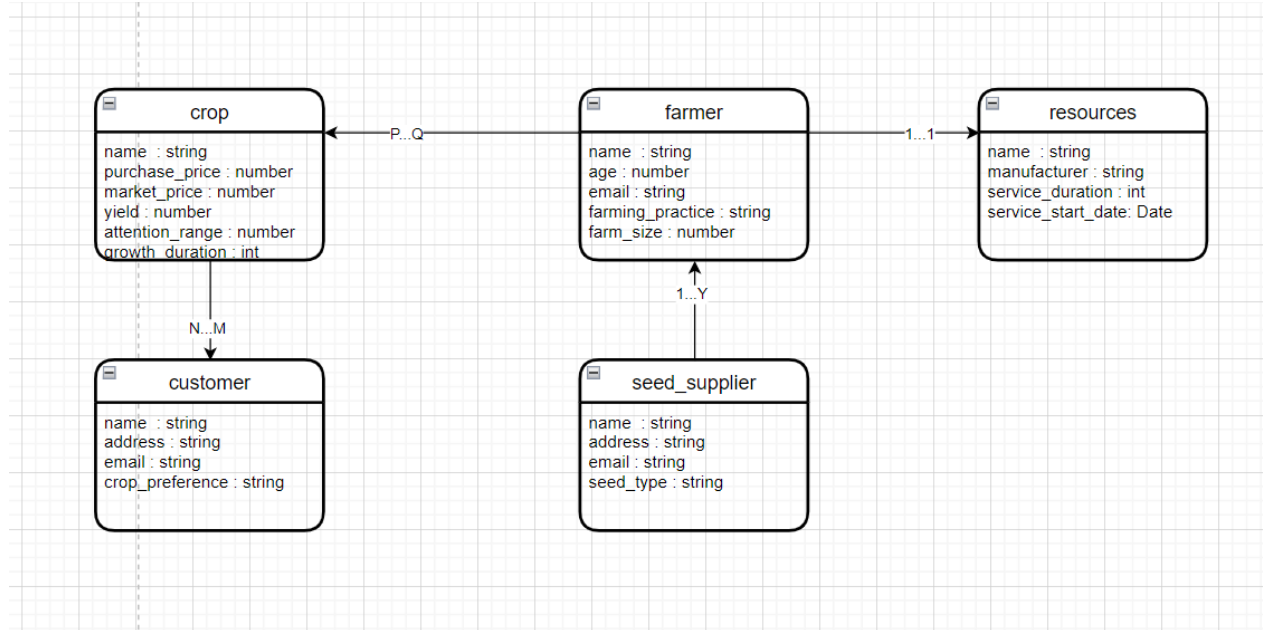 crop
name : string
purchase_price : number
market_price : number
yield : number
attention_range : number
growth_duration : int
P...Q
farmer
name : string
age : number
email : string
farming_practice : string
farm_size : number
1...1
resources
name : string
manufacturer : string
service_duration : int
service_start_date: Date
N...M
1...Y
customer
name : string
address : string
email : string
crop_preference : string
seed_supplier
name : string
address : string
email : string
seed_type : string